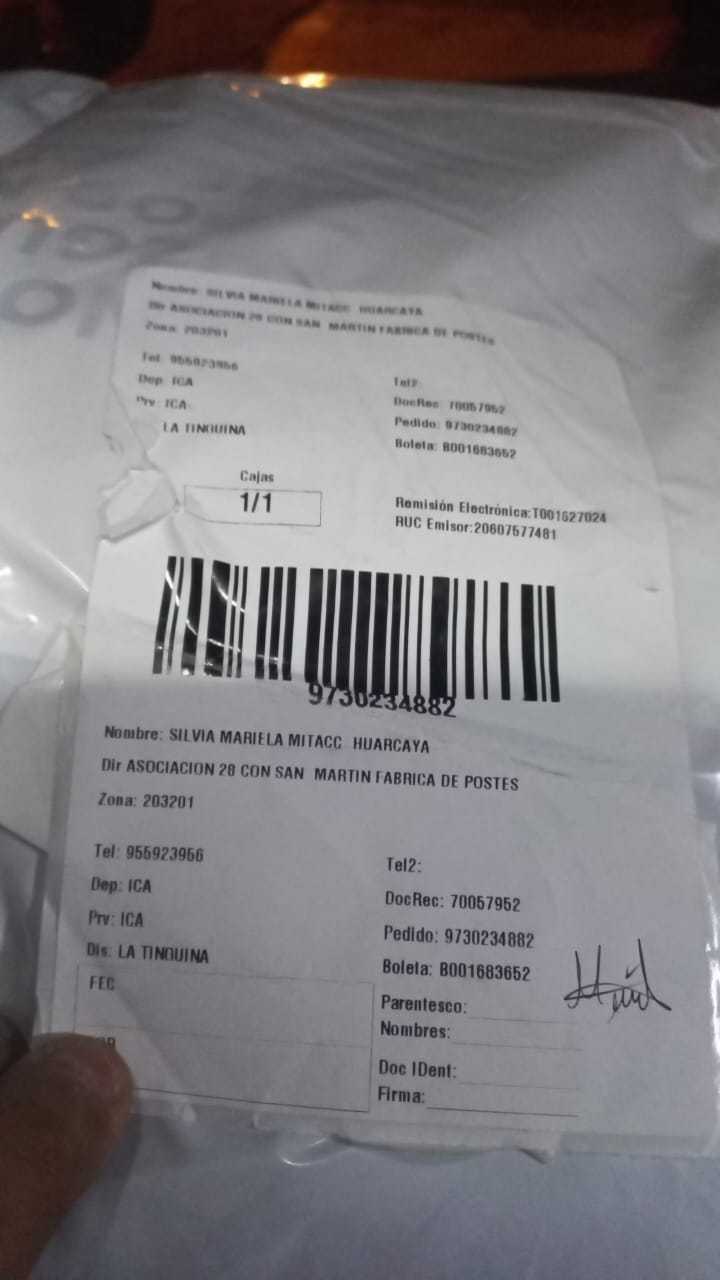 Nombre: SILVIA MARIELA MITACC HUARCAYA
Dir ASOCIACION 28 CON SAN MARTIN FABRICA DE POSTES
Zona: 203201
Tel: 955923956
Dep: ICA
Prv: ICA
LA TINGUINA
Tel2:
DocRec: 70057952
Pedido: 9730234882
Boleta: B001683652
Cajas
1/1
Remisión Electrónica:T001627024
RUC Emisor:20607577481
9730234882
Nombre: SILVIA MARIELA MITACC HUARCAYA
Dir ASOCIACION 28 CON SAN MARTIN FABRICA DE POSTES
Zona: 203201
Tel: 955923956
Dep: ICA
Prv: ICA
Dis: LA TINGUINA
Tel2:
DocRec: 70057952
Pedido: 9730234882
Boleta: B001683652
FEC
Parentesco:
Nombres:
Doc IDent:
Firma: